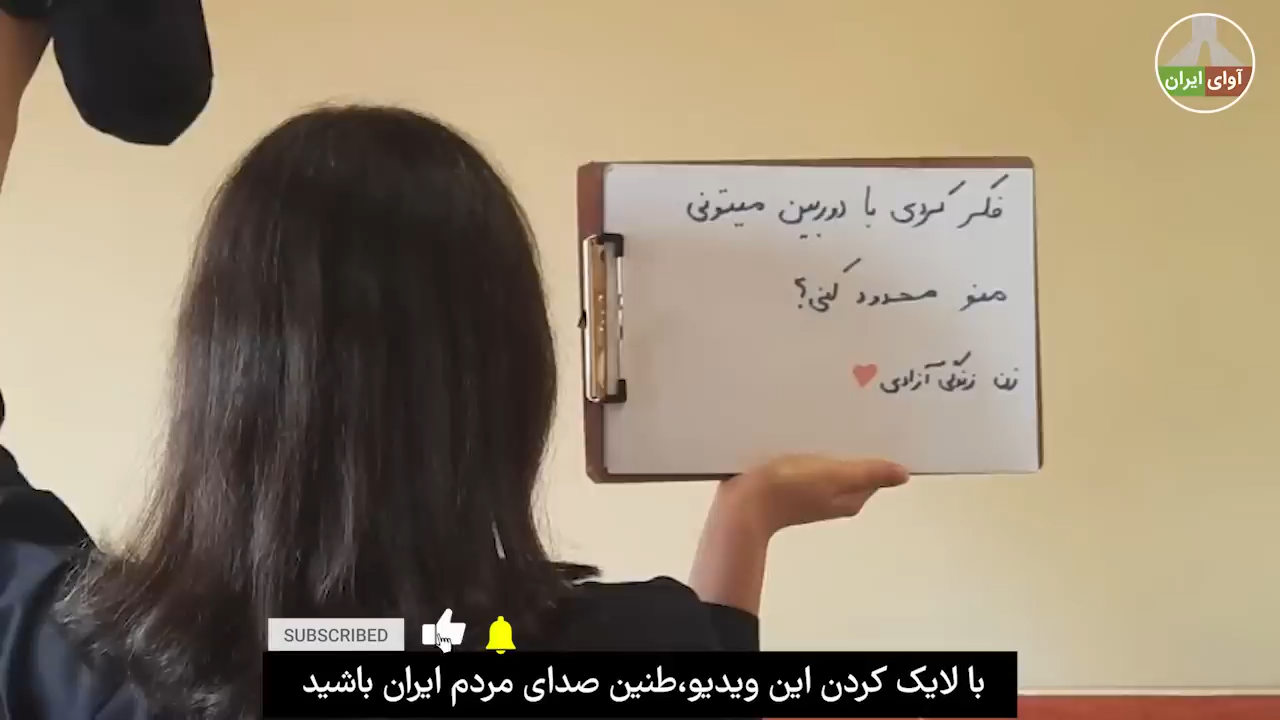 آوای ایران
فکر کردی با دوربین میتونی
منو محدود کنی؟
زن زندگی آزادی
SUBSCRIBED
با لایک کردن این ویدیو،طنین صدای مردم ایران باشید